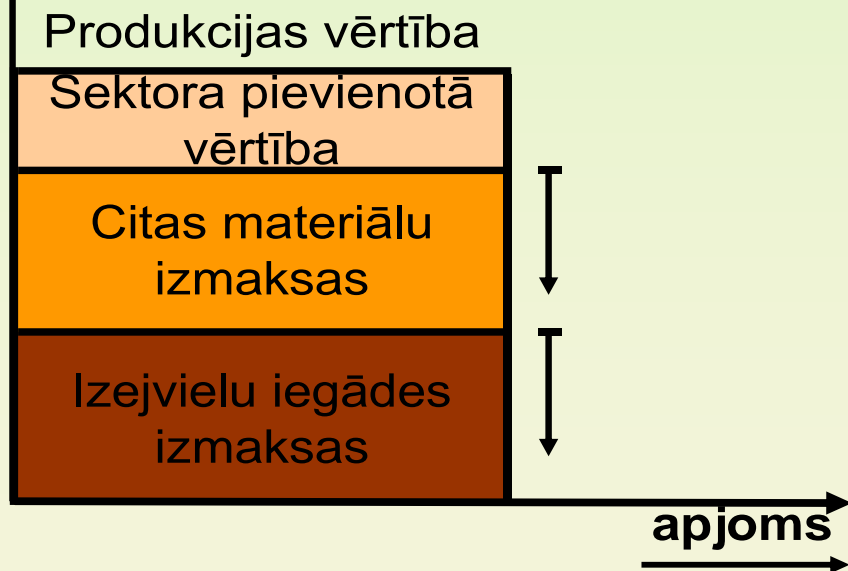 Produkcijas vērtība
Sektora pievienotā
vērtība
Citas materiālu
izmaksas
Izejvielu iegādes
izmaksas
apjoms